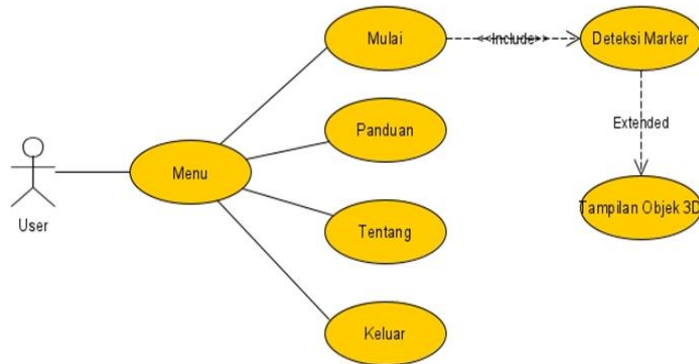 Mulai
<<Include>>
Deteksi Marker
Panduan
Extended
Menu
User
Tentang
Tampilan Objek 3D
Keluar